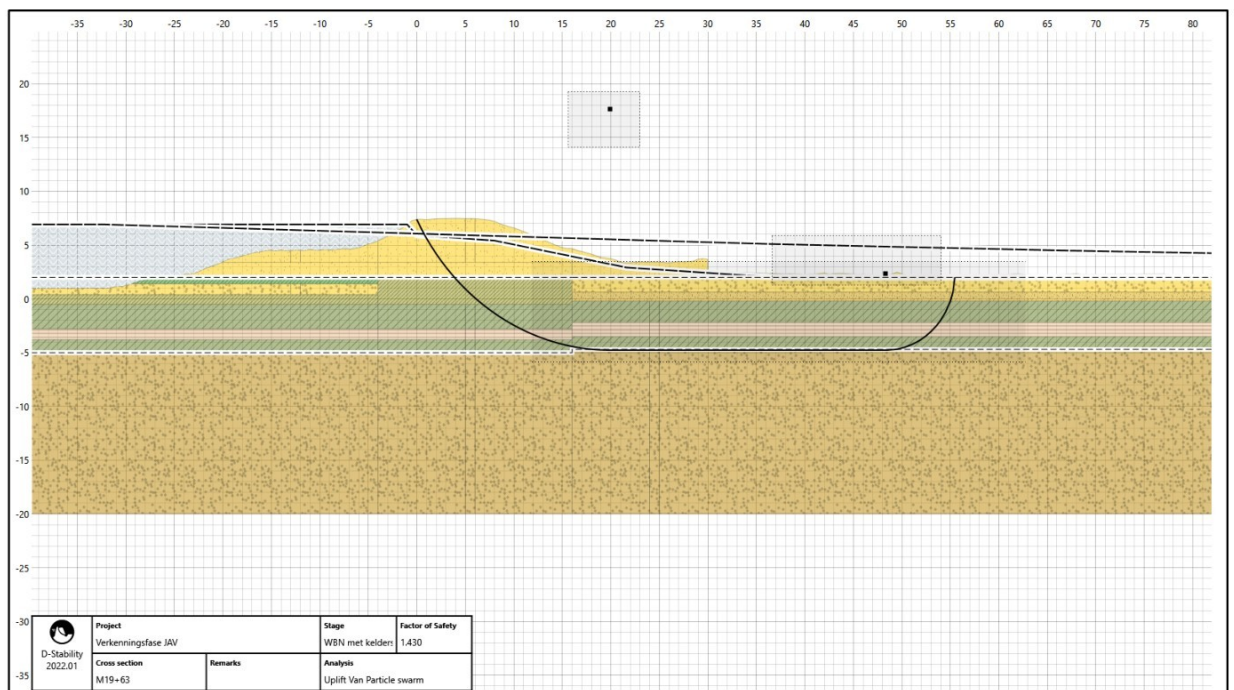 -35 -30 -25 -20 -15 -10 -5 0 5 10 15 20 25 30 35 40 45 50 55 60 65 70 75 80
20
15
10
5
0
-5
-10
-15
-20
-25
-30
-35
D-Stability
2022.01
Project
Verkenningsfase JAV
Stage
WBN met kelders
Factor of Safety
1.430
Cross section
M19+63
Remarks
Analysis
Uplift Van Particle swarm